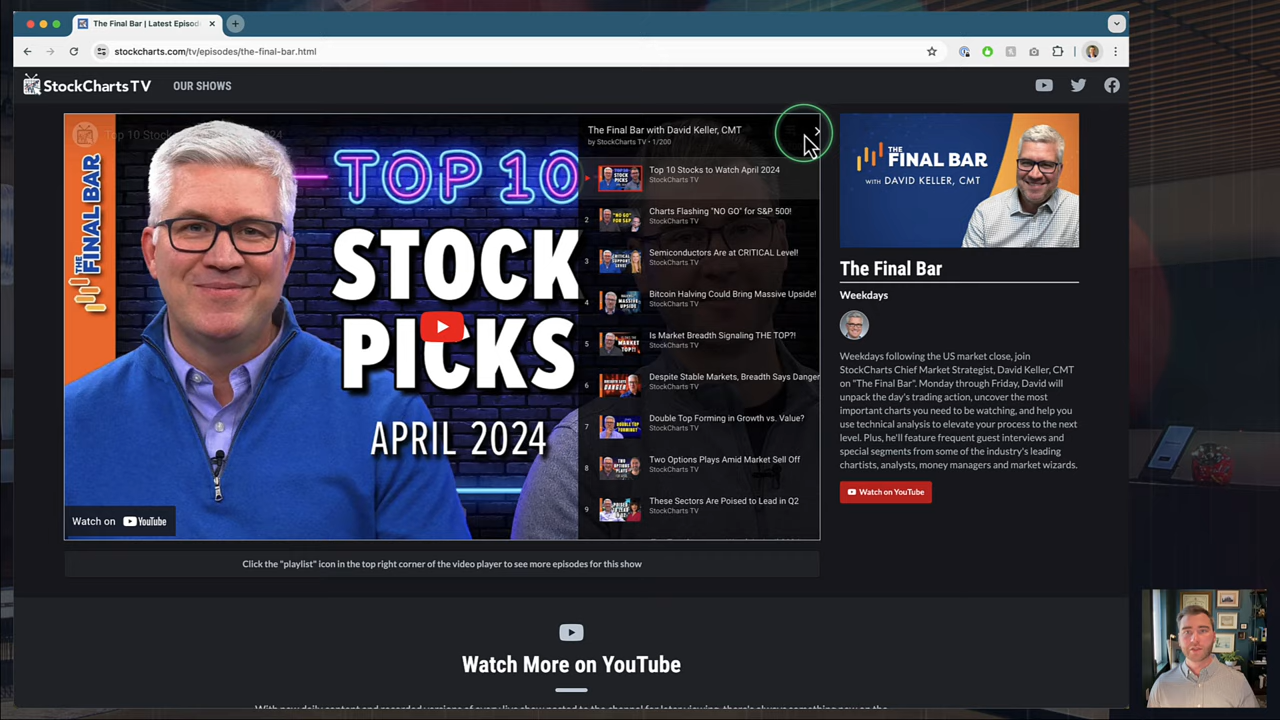 The Final Bar | Latest Episod
stockcharts.com/tv/episodes/the-final-bar.html
StockCharts TV
OUR SHOWS
Top 10 Stock
2024
THE FINAL BAR
TOP 10
STOCK
PICKS
APRIL 2024
Watch on YouTube
The Final Bar with David Keller, CMT
by StockCharts TV • 1/200
Top 10 Stocks to Watch April 2024
StockCharts TV
2
Charts Flashing "NO GO" for S&P 500!
StockCharts TV
3
Semiconductors Are at CRITICAL Level!
StockCharts TV
4
Bitcoin Halving Could Bring Massive Upside!
StockCharts TV
5
Is Market Breadth Signaling THE TOP?!
StockCharts TV
6
Despite Stable Markets, Breadth Says Danger
StockCharts TV
7
Double Top Forming in Growth vs. Value?
StockCharts TV
8
Two Options Plays Amid Market Sell Off
StockCharts TV
9
These Sectors Are Poised to Lead in Q2
StockCharts TV
Click the "playlist" icon in the top right corner of the video player to see more episodes for this show
THE
FINAL BAR
WITH DAVID KELLER, CMT
The Final Bar
Weekdays
Weekdays following the US market close, join
StockCharts Chief Market Strategist, David Keller, CMT
on "The Final Bar". Monday through Friday, David will
unpack the day's trading action, uncover the most
important charts you need to be watching, and help you
use technical analysis to elevate your process to the next
level. Plus, he'll feature frequent guest interviews and
special segments from some of the industry's leading
chartists, analysts, money managers and market wizards.
Watch on YouTube
Watch More on YouTube